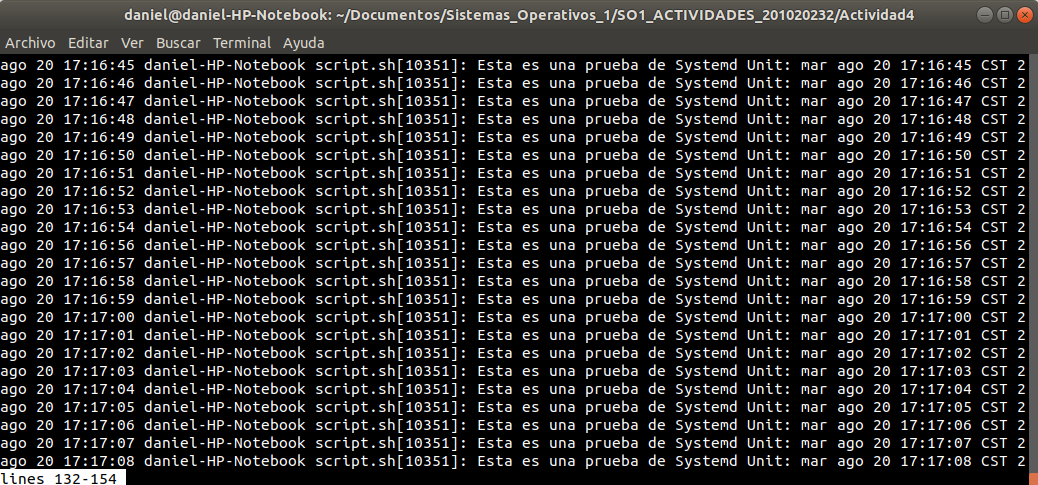 daniel@daniel-HP-Notebook: ~/Documentos/Sistemas_Operativos_1/SO1_ACTIVIDADES_201020232/Actividad4
Archivo Editar Ver Buscar Terminal Ayuda
ago 20 17:16:45 daniel-HP-Notebook script.sh[10351]: Esta es una prueba de Systemd Unit: mar ago 20 17:16:45 CST 2
ago 20 17:16:46 daniel-HP-Notebook script.sh[10351]: Esta es una prueba de Systemd Unit: mar ago 20 17:16:46 CST 2
ago 20 17:16:47 daniel-HP-Notebook script.sh[10351]: Esta es una prueba de Systemd Unit: mar ago 20 17:16:47 CST 2
ago 20 17:16:48 daniel-HP-Notebook script.sh[10351]: Esta es una prueba de Systemd Unit: mar ago 20 17:16:48 CST 2
ago 20 17:16:49 daniel-HP-Notebook script.sh[10351]: Esta es una prueba de Systemd Unit: mar ago 20 17:16:49 CST 2
ago 20 17:16:50 daniel-HP-Notebook script.sh[10351]: Esta es una prueba de Systemd Unit: mar ago 20 17:16:50 CST 2
ago 20 17:16:51 daniel-HP-Notebook script.sh[10351]: Esta es una prueba de Systemd Unit: mar ago 20 17:16:51 CST 2
ago 20 17:16:52 daniel-HP-Notebook script.sh[10351]: Esta es una prueba de Systemd Unit: mar ago 20 17:16:52 CST 2
ago 20 17:16:53 daniel-HP-Notebook script.sh[10351]: Esta es una prueba de Systemd Unit: mar ago 20 17:16:53 CST 2
ago 20 17:16:54 daniel-HP-Notebook script.sh[10351]: Esta es una prueba de Systemd Unit: mar ago 20 17:16:54 CST 2
ago 20 17:16:56 daniel-HP-Notebook script.sh[10351]: Esta es una prueba de Systemd Unit: mar ago 20 17:16:56 CST 2
ago 20 17:16:57 daniel-HP-Notebook script.sh[10351]: Esta es una prueba de Systemd Unit: mar ago 20 17:16:57 CST 2
ago 20 17:16:58 daniel-HP-Notebook script.sh[10351]: Esta es una prueba de Systemd Unit: mar ago 20 17:16:58 CST 2
ago 20 17:16:59 daniel-HP-Notebook script.sh[10351]: Esta es una prueba de Systemd Unit: mar ago 20 17:16:59 CST 2
ago 20 17:17:00 daniel-HP-Notebook script.sh[10351]: Esta es una prueba de Systemd Unit: mar ago 20 17:17:00 CST 2
ago 20 17:17:01 daniel-HP-Notebook script.sh[10351]: Esta es una prueba de Systemd Unit: mar ago 20 17:17:01 CST 2
ago 20 17:17:02 daniel-HP-Notebook script.sh[10351]: Esta es una prueba de Systemd Unit: mar ago 20 17:17:02 CST 2
ago 20 17:17:03 daniel-HP-Notebook script.sh[10351]: Esta es una prueba de Systemd Unit: mar ago 20 17:17:03 CST 2
ago 20 17:17:04 daniel-HP-Notebook script.sh[10351]: Esta es una prueba de Systemd Unit: mar ago 20 17:17:04 CST 2
ago 20 17:17:05 daniel-HP-Notebook script.sh[10351]: Esta es una prueba de Systemd Unit: mar ago 20 17:17:05 CST 2
ago 20 17:17:06 daniel-HP-Notebook script.sh[10351]: Esta es una prueba de Systemd Unit: mar ago 20 17:17:06 CST 2
ago 20 17:17:07 daniel-HP-Notebook script.sh[10351]: Esta es una prueba de Systemd Unit: mar ago 20 17:17:07 CST 2
ago 20 17:17:08 daniel-HP-Notebook script.sh[10351]: Esta es una prueba de Systemd Unit: mar ago 20 17:17:08 CST 2
lines 132-154